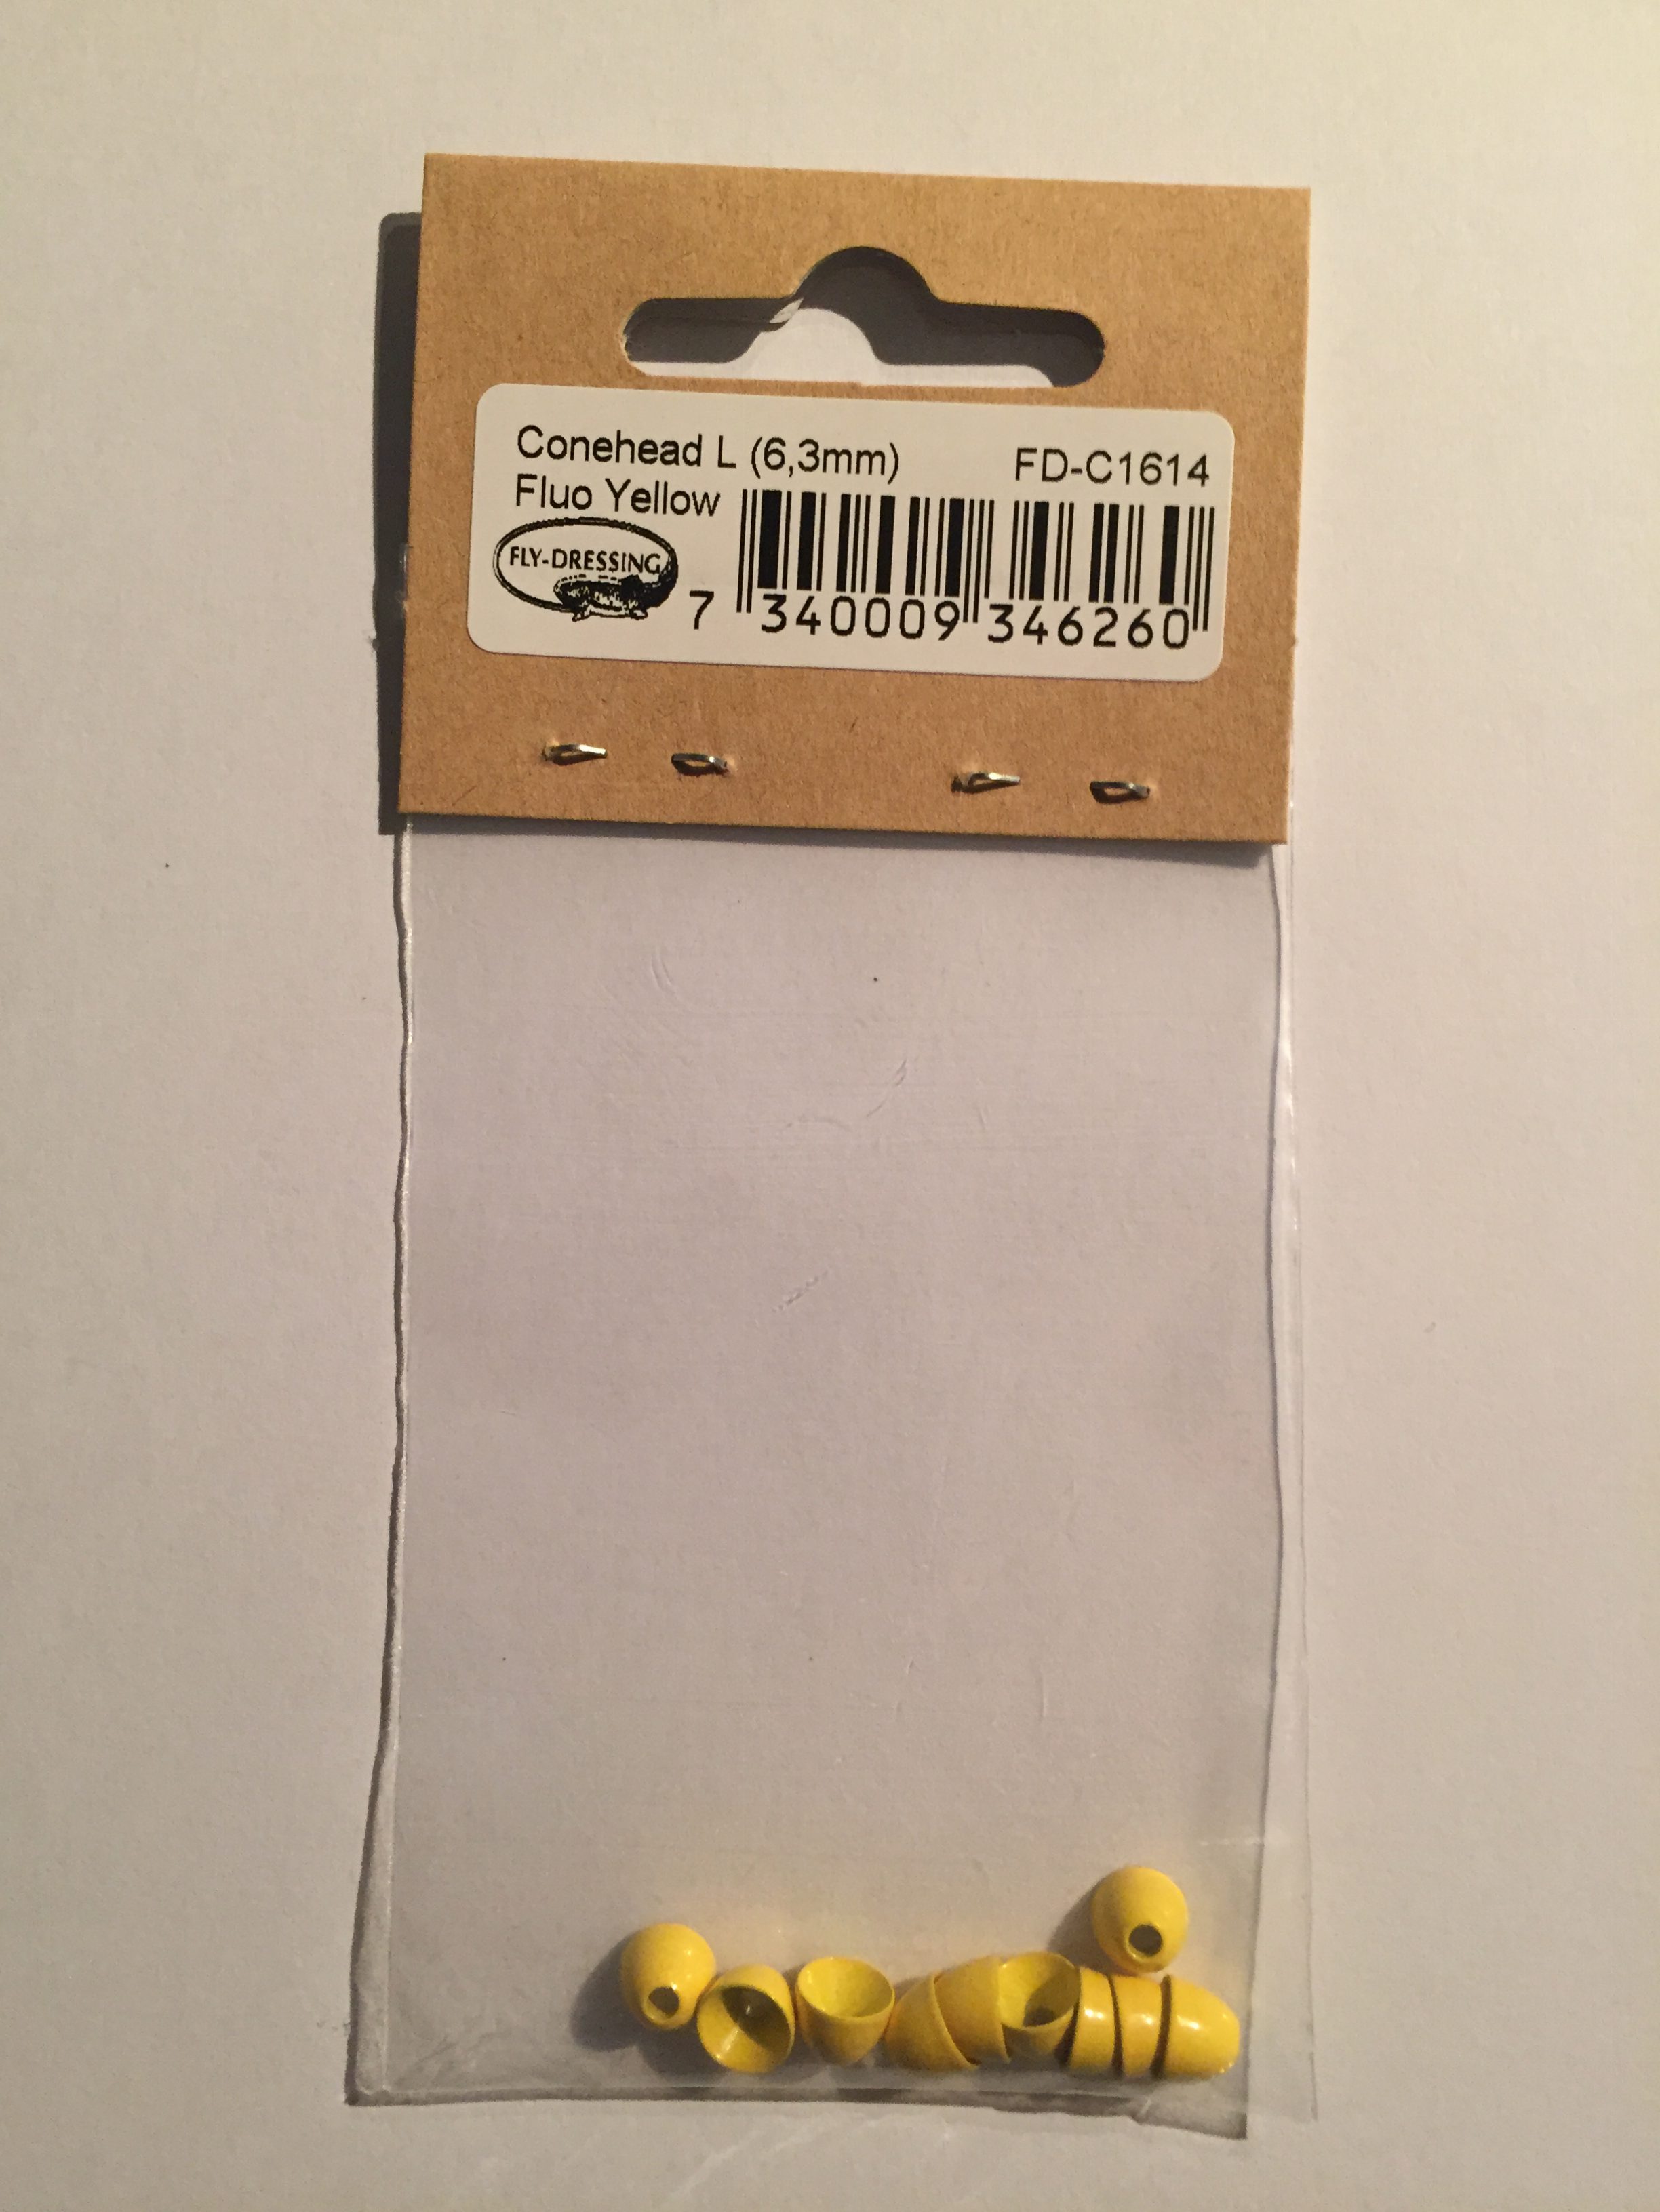 Conehead L (6,3mm) FD-C1614
Fluo Yellow
FLY-DRESSING
7 340009 346260